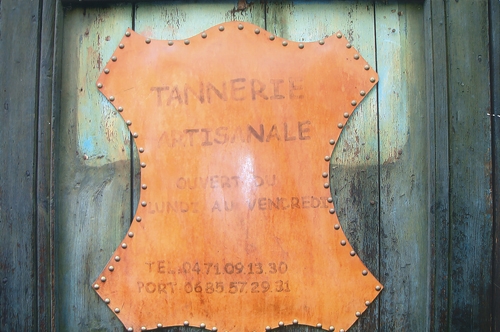 TANNERIE
ARTISANALE
OUVERT DU
LUNDI AU VENDREDI
TEL.04 71.09.13.30
PORT 06 85 57.29.31